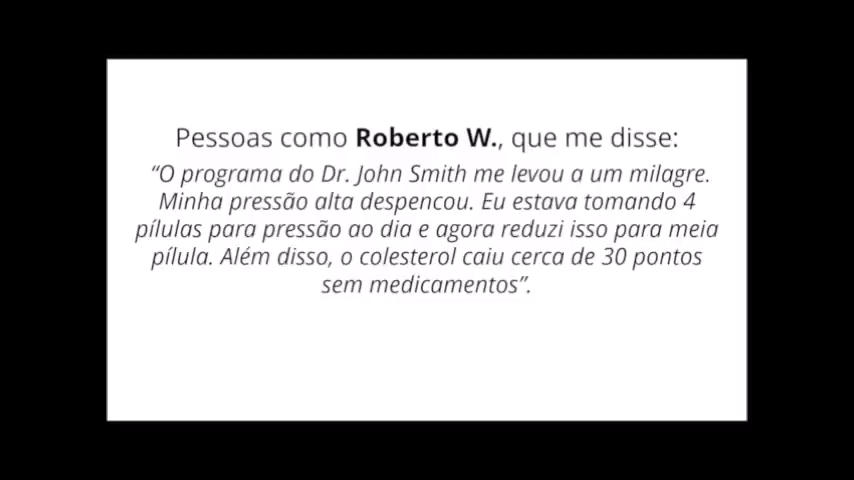 Pessoas como Roberto W., que me disse:
“O programa do Dr. John Smith me levou a um milagre.
Minha pressão alta despencou. Eu estava tomando 4
pílulas para pressão ao dia e agora reduzi isso para meia
pílula. Além disso, o colesterol caiu cerca de 30 pontos
sem medicamentos”.